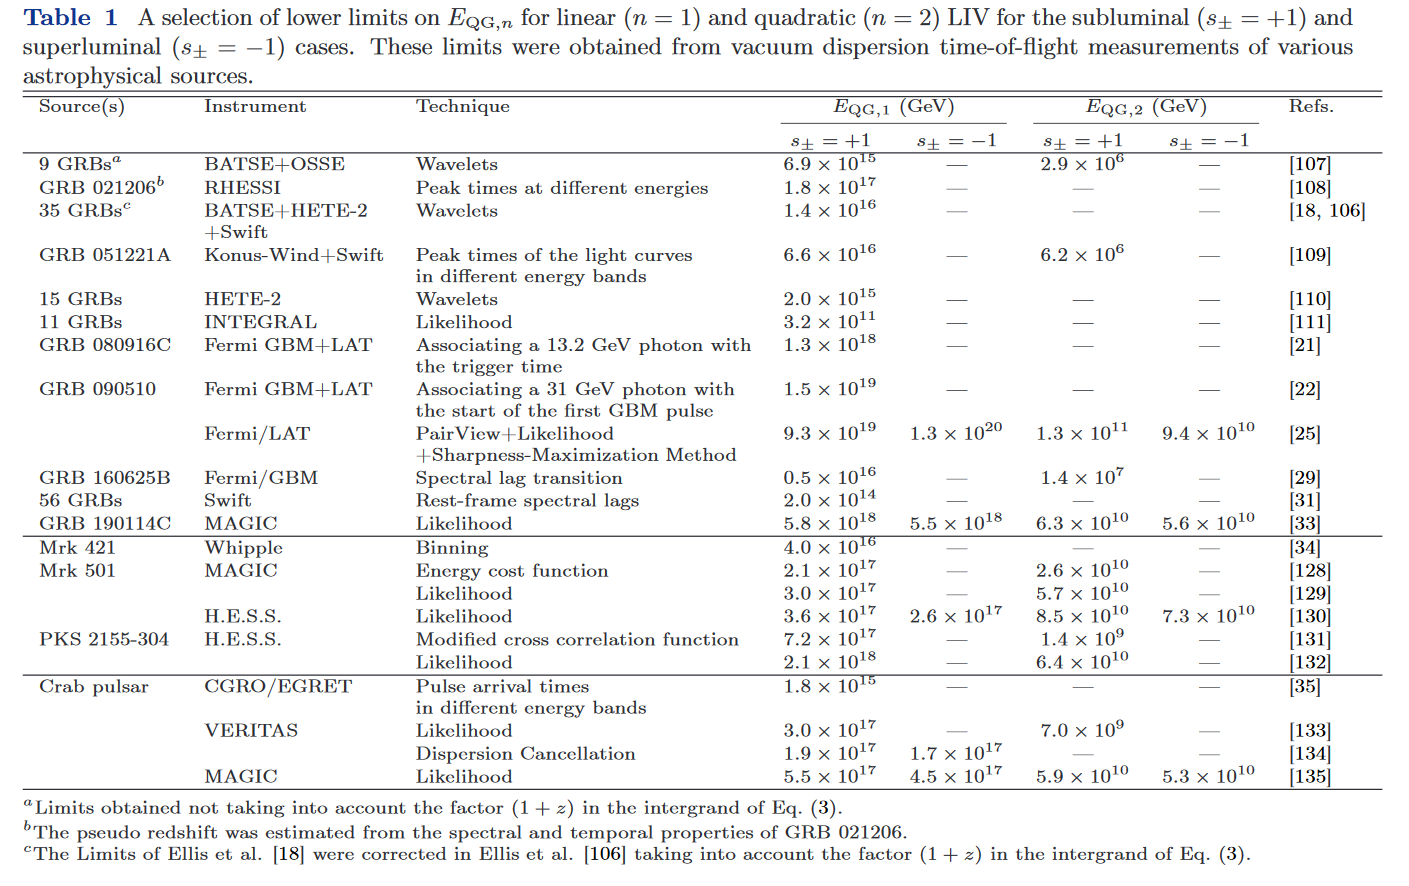 Table 1 A selection of lower limits on E_QG,n for linear (n = 1) and quadratic (n = 2) LIV for the subluminal (s± = +1) and
superluminal (s± = −1) cases. These limits were obtained from vacuum dispersion time-of-flight measurements of various
astrophysical sources.
Source(s) Instrument Technique E_QG,1 (GeV) E_QG,2 (GeV) Refs.
s± = +1 s± = −1 s± = +1 s± = −1
9 GRBs^a BATSE+OSSE Wavelets 6.9 × 10^15 — 2.9 × 10^6 — [107]
GRB 021206^b RHESSI Peak times at different energies 1.8 × 10^17 — — — [108]
35 GRBs^c BATSE+HETE-2 Wavelets 1.4 × 10^16 — — — [18, 106]
+Swift
GRB 051221A Konus-Wind+Swift Peak times of the light curves 6.6 × 10^16 — 6.2 × 10^6 — [109]
in different energy bands
15 GRBs HETE-2 Wavelets 2.0 × 10^15 — — — [110]
11 GRBs INTEGRAL Likelihood 3.2 × 10^11 — — — [111]
GRB 080916C Fermi GBM+LAT Associating a 13.2 GeV photon with 1.3 × 10^18 — — — [21]
the trigger time
GRB 090510 Fermi GBM+LAT Associating a 31 GeV photon with 1.5 × 10^19 — — — [22]
the start of the first GBM pulse
Fermi/LAT PairView+Likelihood 9.3 × 10^19 1.3 × 10^20 1.3 × 10^11 9.4 × 10^10 [25]
+Sharpness-Maximization Method
GRB 160625B Fermi/GBM Spectral lag transition 0.5 × 10^16 — 1.4 × 10^7 — [29]
56 GRBs Swift Rest-frame spectral lags 2.0 × 10^14 — — — [31]
GRB 190114C MAGIC Likelihood 5.8 × 10^18 5.5 × 10^18 6.3 × 10^10 5.6 × 10^10 [33]
Mrk 421 Whipple Binning 4.0 × 10^16 — — — [34]
Mrk 501 MAGIC Energy cost function 2.1 × 10^17 — 2.6 × 10^10 — [128]
Likelihood 3.0 × 10^17 — 5.7 × 10^10 — [129]
H.E.S.S. Likelihood 3.6 × 10^17 2.6 × 10^17 8.5 × 10^10 7.3 × 10^10 [130]
PKS 2155-304 H.E.S.S. Modified cross correlation function 7.2 × 10^17 — 1.4 × 10^9 — [131]
Likelihood 2.1 × 10^18 — 6.4 × 10^10 — [132]
Crab pulsar CGRO/EGRET Pulse arrival times 1.8 × 10^15 — — — [35]
in different energy bands
VERITAS Likelihood 3.0 × 10^17 — 7.0 × 10^9 — [133]
Dispersion Cancellation 1.9 × 10^17 1.7 × 10^17 — — [134]
MAGIC Likelihood 5.5 × 10^17 4.5 × 10^17 5.9 × 10^10 5.3 × 10^10 [135]
^a Limits obtained not taking into account the factor (1 + z) in the intergrand of Eq. (3).
^b The pseudo redshift was estimated from the spectral and temporal properties of GRB 021206.
^c The Limits of Ellis et al. [18] were corrected in Ellis et al. [106] taking into account the factor (1 + z) in the intergrand of Eq. (3).